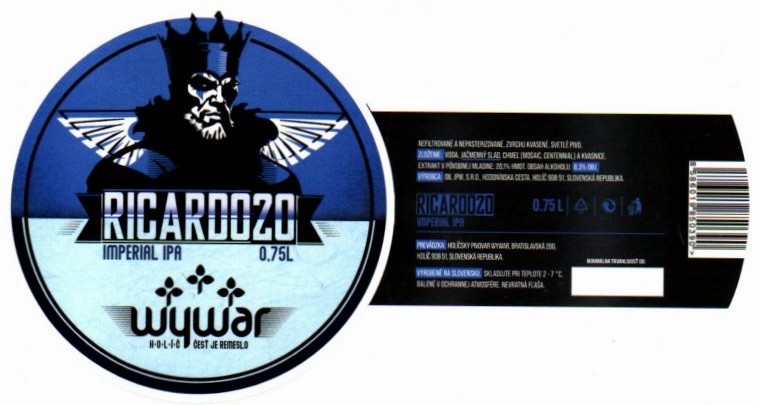 RICARDO20
IMPERIAL IPA 0,75L
wywar
H·O·L·Í·Č ČESŤ JE REMESLO
NEFILTROVANÉ A NEPASTERIZOVANÉ, ZVRCHU KVASENÉ, SVETLÉ PIVO.
ZLOŽENIE: VODA, JAČMENNÝ SLAD, CHMEL (MOSAIC, CENTENNIAL) A KVASNICE.
EXTRAKT V PÔVODNEJ MLADINE: 20,1% HMOT. OBSAH ALKOHOLU: 8,3% OBJ.
VÝROBCA: OB. JPM, S.R.O., HODONÍNSKA CESTA, HOLÍČ 908 51, SLOVENSKÁ REPUBLIKA.
RICARDO20 0.75 L
IMPERIAL IPA
PREVÁDZKA: HOLÍČSKY PIVOVAR WYWAR, BRATISLAVSKÁ 200,
HOLÍČ 908 51, SLOVENSKÁ REPUBLIKA.
MINIMÁLNA TRVANLIVOSŤ DO:
VYROBENÉ NA SLOVENSKU. SKLADUJTE PRI TEPLOTE 2 - 7 °C.
BALENÉ V OCHRANNEJ ATMOSFÉRE. NEVRATNÁ FĽAŠA.